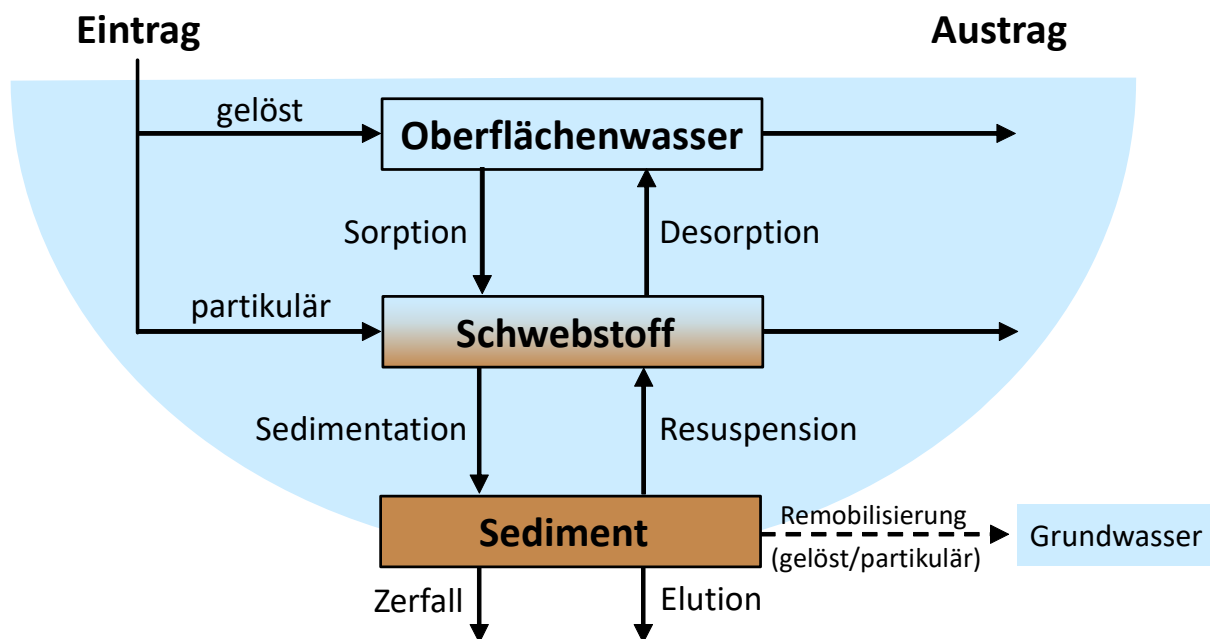 Eintrag
Austrag
gelöst
Oberflächenwasser
Sorption
Desorption
partikulär
Schwebstoff
Sedimentation
Resuspension
Sediment
Remobilisierung
(gelöst/partikulär)
Grundwasser
Zerfall
Elution